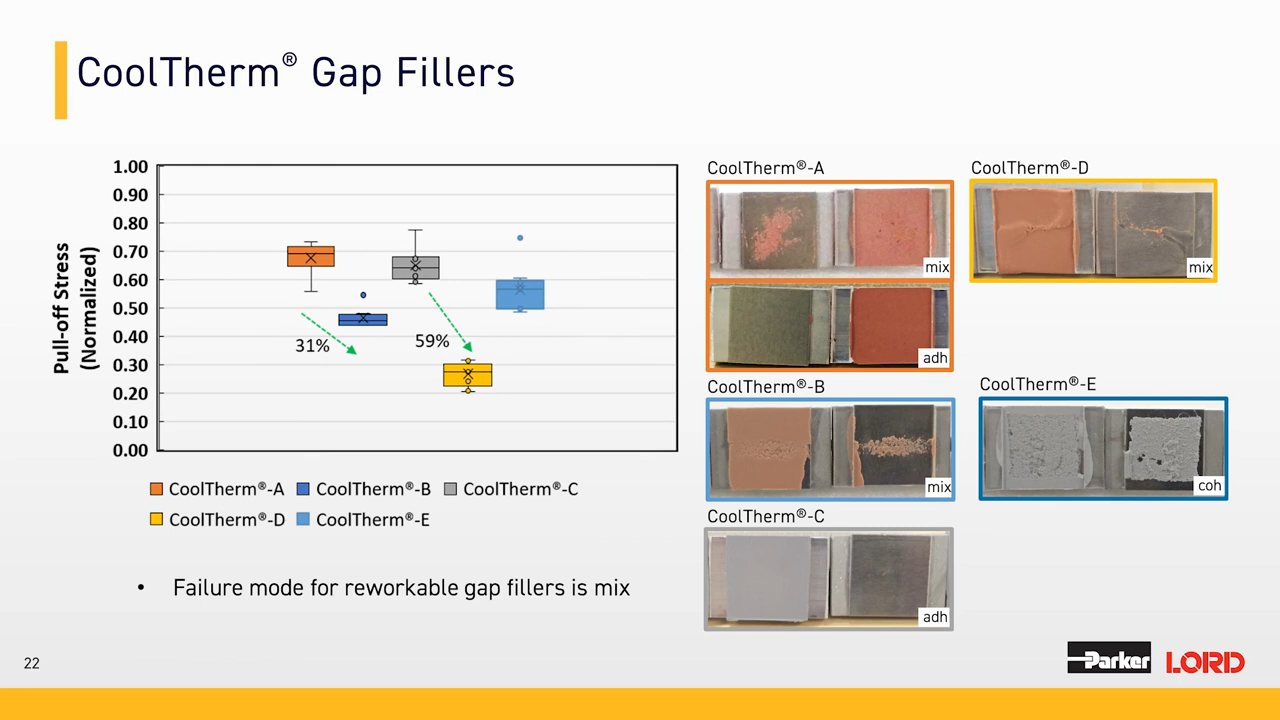 CoolTherm® Gap Fillers
Pull-off Stress
(Normalized)
1.00
0.90
0.80
0.70
0.60
0.50
0.40
0.30
0.20
0.10
0.00
31%
59%
CoolTherm®-A CoolTherm®-B CoolTherm®-C
CoolTherm®-D CoolTherm®-E
• Failure mode for reworkable gap fillers is mix
CoolTherm®-A
mix
adh
CoolTherm®-B
mix
CoolTherm®-C
adh
CoolTherm®-D
mix
CoolTherm®-E
coh
22
Parker LORD